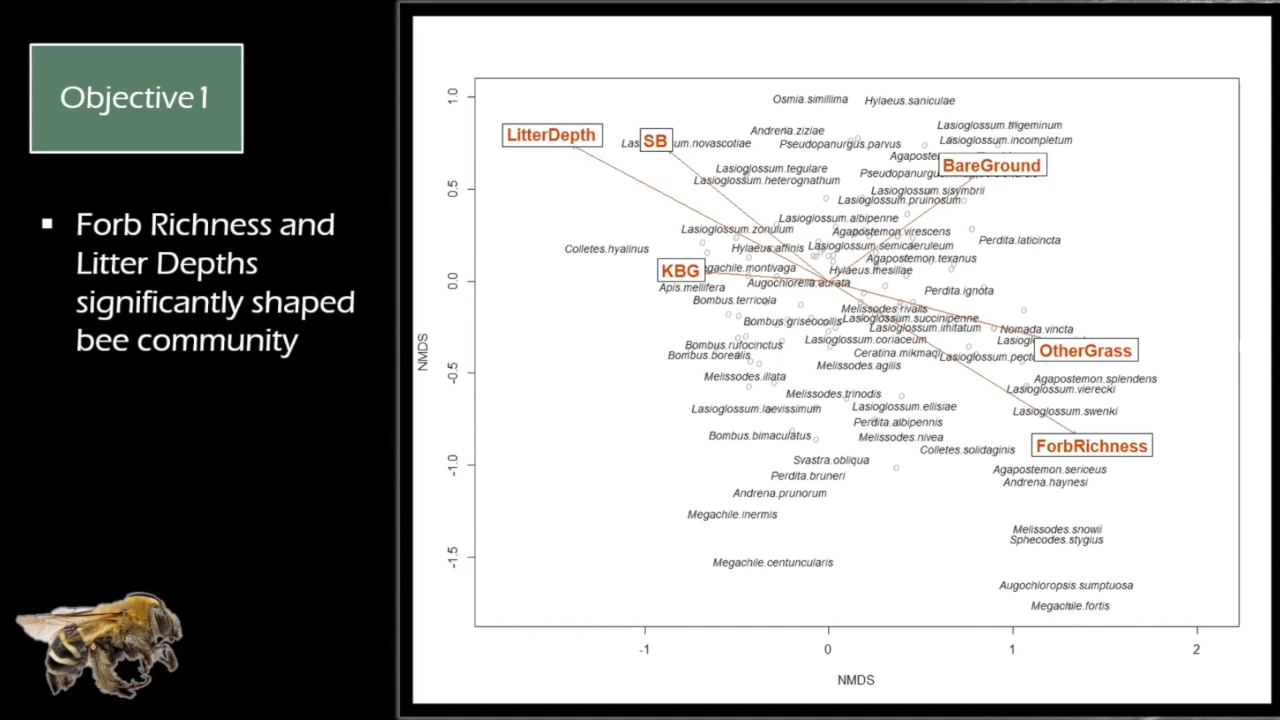 Objective1
▪ Forb Richness and
Litter Depths
significantly shaped
bee community
NMDS
1.0
0.5
0.0
-0.5
-1.0
-1.5
Osmia.simillima
Hylaeus.saniculae
LitterDepth
SB
Andrena.ziziae
Pseudopanurgus.parvus
Lasioglossum.trigeminum
Lasioglossum.incompletum
BareGround
Lasioglossum.tegulare
Lasioglossum.heterognathum
Lasioglossum.sisymbrii
Lasioglossum.pruinosum
Lasioglossum.albipenne
Lasioglossum.zonulum
Agapostemon.virescens
Perdita.laticincta
Colletes.hyalinus
Hylaeus.affinis
Lasioglossum.semicaeruleum
Agapostemon.texanus
KBG
Hylaeus.mesillae
Apis.mellifera
Augochlorella.aurata
Perdita.ignota
Bombus.terricola
Melissodes.rivalis
Bombus.griseocollis
Lasioglossum.succinipenne
Lasioglossum.imitatum
Nomada.vincta
Lasioglossum.coriaceum
Bombus.rufocinctus
Bombus.borealis
OtherGrass
Melissodes.agilis
Melissodes.illata
Agapostemon.splendens
Lasioglossum.vierecki
Melissodes.trinodis
Lasioglossum.laevissimum
Lasioglossum.ellisiae
Lasioglossum.swenki
Perdita.albipennis
Bombus.bimaculatus
Melissodes.nivea
ForbRichness
Colletes.solidaginis
Svastra.obliqua
Agapostemon.sericeus
Perdita.bruneri
Andrena.haynesi
Andrena.prunorum
Megachile.inermis
Melissodes.snowii
Sphecodes.stygius
Megachile.centuncularis
Augochloropsis.sumptuosa
Megachile.fortis
-1
0
1
2
NMDS